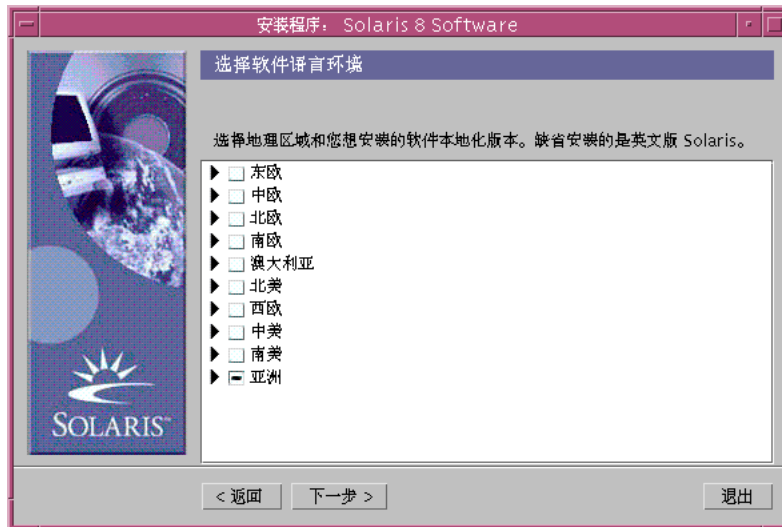 安装程序： Solaris 8 Software
选择软件语言环境
选择地理区域和您想安装的软件本地化版本。缺省安装的是英文版 Solaris。
东欧
中欧
北欧
南欧
澳大利亚
北美
西欧
中美
南美
亚洲
SOLARIS™
< 返回
下一步 >
退出